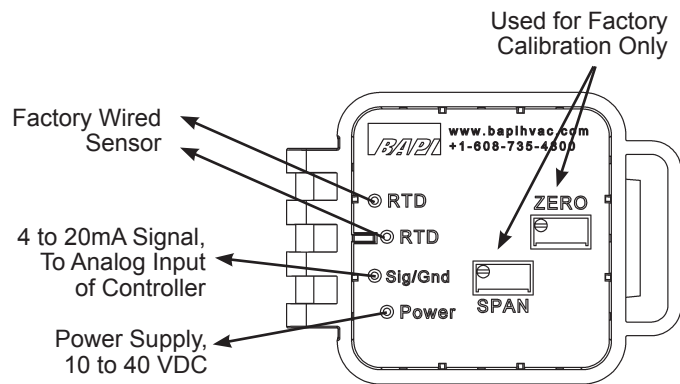 Used for Factory
Calibration Only
Factory Wired
Sensor
BAPI
www.bapihvac.com
+1-608-735-4800
RTD
ZERO
RTD
4 to 20mA Signal,
To Analog Input
of Controller
Sig/Gnd
SPAN
Power
Power Supply,
10 to 40 VDC